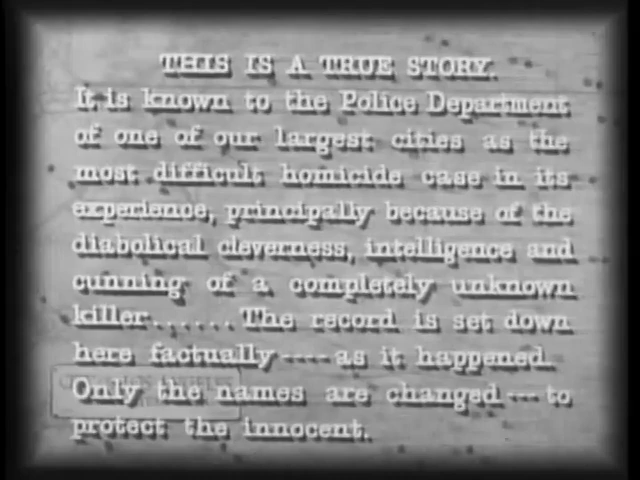 THIS IS A TRUE STORY.
It is known to the Police Department
of one of our largest cities as the
most difficult homicide case in its
experience, principally because of the
diabolical cleverness, intelligence and
cunning of a completely unknown
killer...... The record is set down
here factually ---- as it happened.
Only the names are changed --- to
protect the innocent.